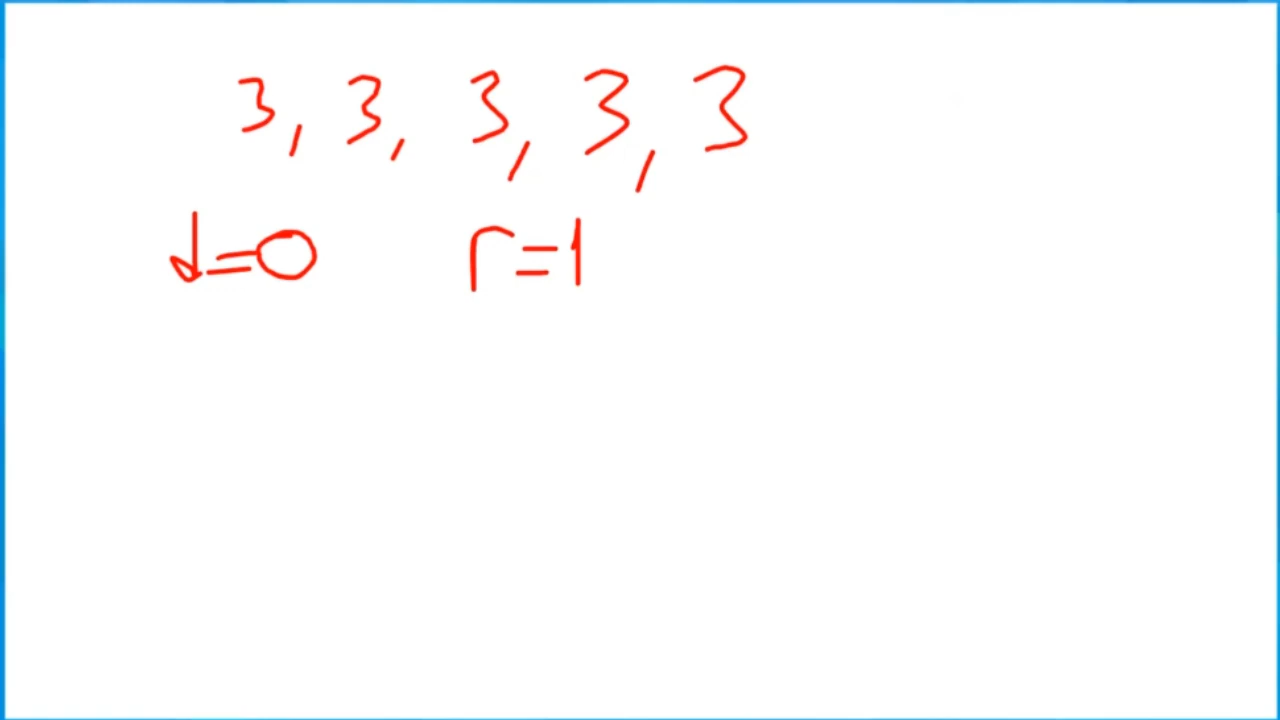 3, 3, 3, 3, 3
d=0 r=1